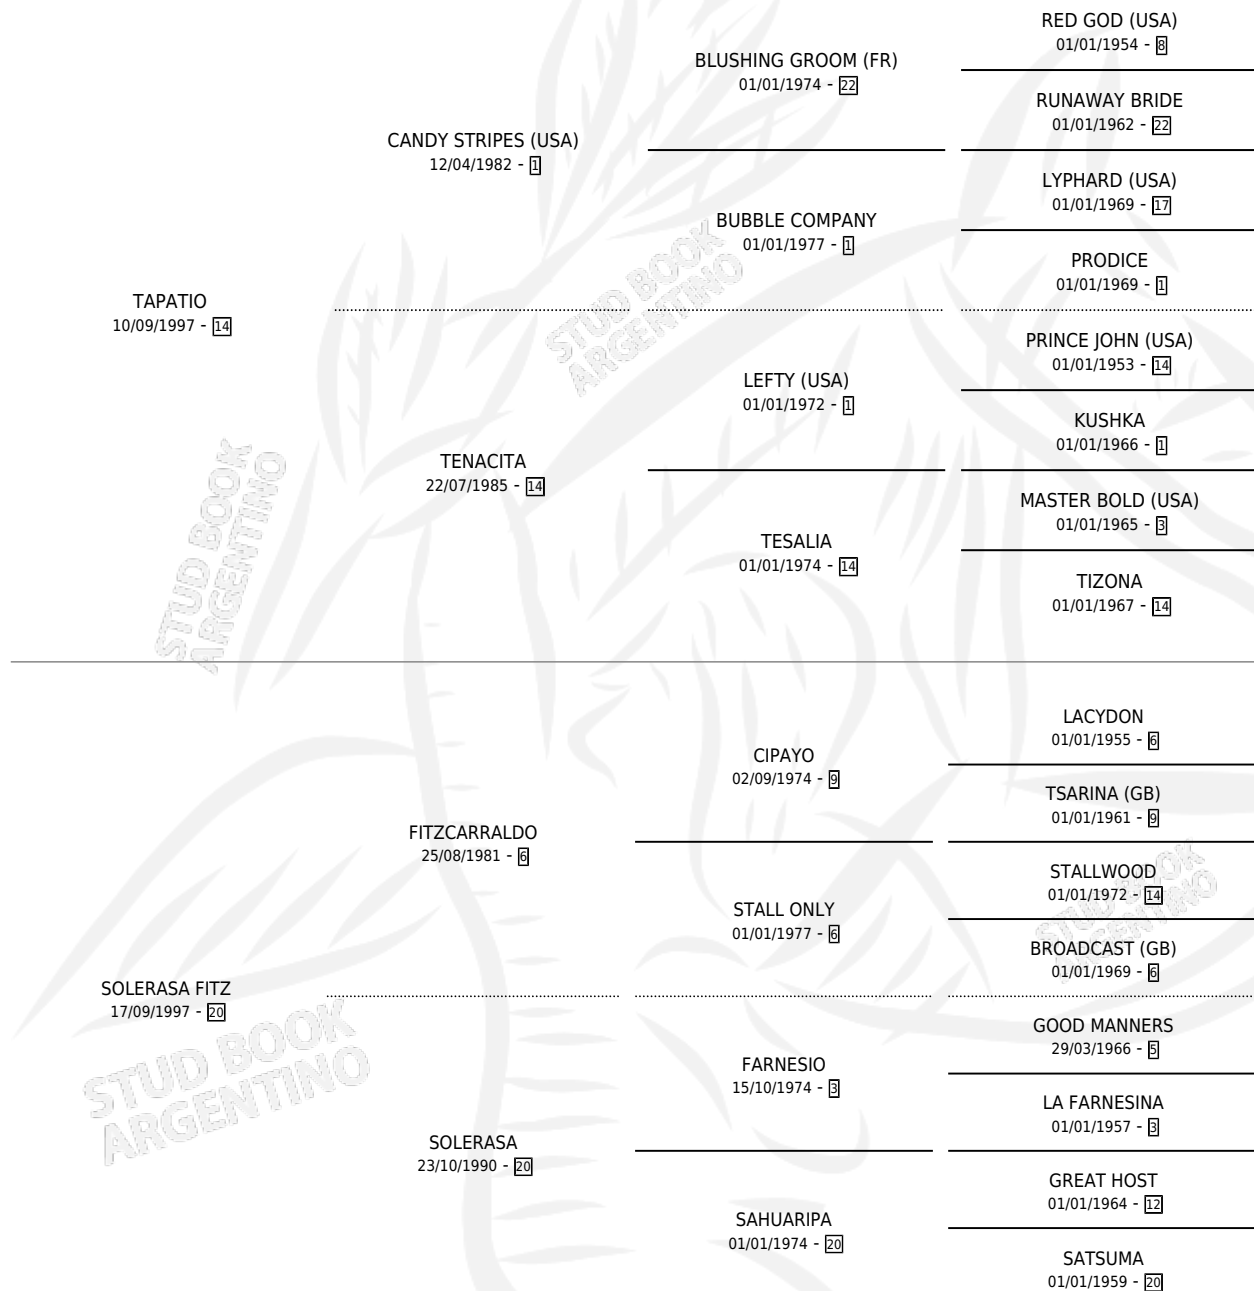 RED GOD (USA)
01/01/1954 - 8
BLUSHING GROOM (FR)
01/01/1974 - 22
RUNAWAY BRIDE
01/01/1962 - 22
CANDY STRIPES (USA)
12/04/1982 - 1
LYPHARD (USA)
01/01/1969 - 17
BUBBLE COMPANY
01/01/1977 - 1
PRODICE
01/01/1969 - 1
TAPATIO
10/09/1997 - 14
PRINCE JOHN (USA)
01/01/1953 - 14
LEFTY (USA)
01/01/1972 - 1
KUSHKA
01/01/1966 - 1
TENACITA
22/07/1985 - 14
MASTER BOLD (USA)
01/01/1965 - 3
TESALIA
01/01/1974 - 14
TIZONA
01/01/1967 - 14
STUD BOOK
ARGENTINO
STUD BOOK
ARGENTINO
LACYDON
01/01/1955 - 6
CIPAYO
02/09/1974 - 9
TSARINA (GB)
01/01/1961 - 9
FITZCARRALDO
25/08/1981 - 6
STALLWOOD
01/01/1972 - 14
STALL ONLY
01/01/1977 - 6
BROADCAST (GB)
01/01/1969 - 6
STUD BOOK
ARGENTINO
SOLERASA FITZ
17/09/1997 - 20
GOOD MANNERS
29/03/1966 - 5
FARNESIO
15/10/1974 - 3
LA FARNESINA
01/01/1957 - 3
SOLERASA
23/10/1990 - 20
GREAT HOST
01/01/1964 - 12
SAHUARIPA
01/01/1974 - 20
SATSUMA
01/01/1959 - 20
STUD BOOK
ARGENTINO